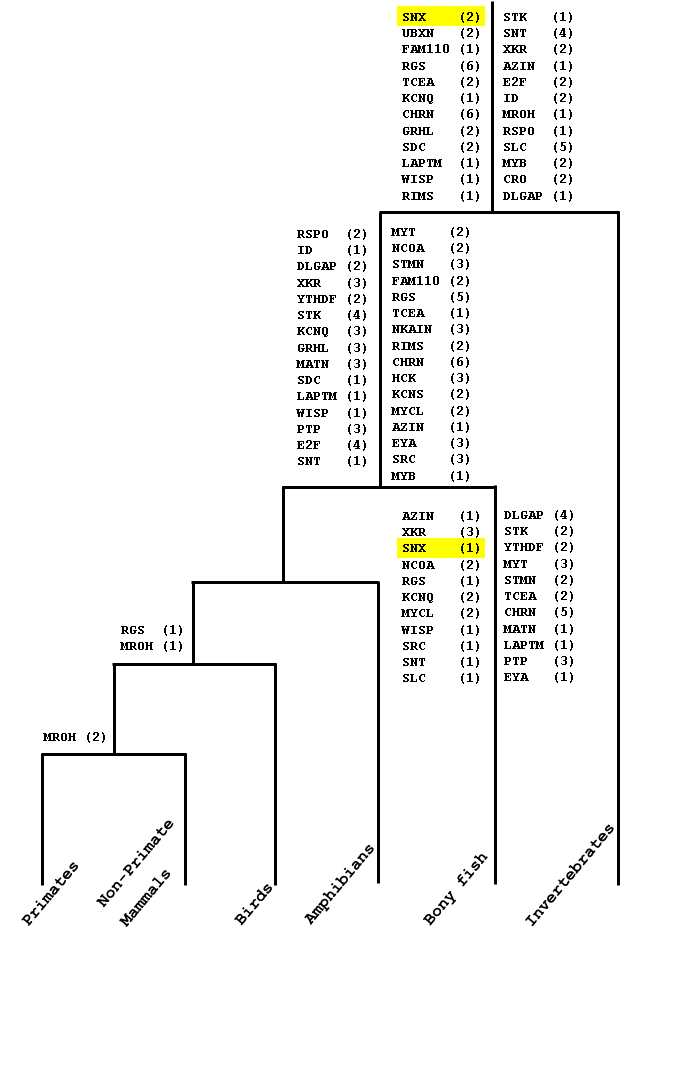 SNX (2) STK (1)
UBXN (2) SNT (4)
FAM110 (1) XKR (2)
RGS (6) AZIN (1)
TCEA (2) E2F (2)
KCNQ (1) ID (2)
CHRN (6) MROH (1)
GRHL (2) RSPO (1)
SDC (2) SLC (5)
LAPTM (1) MYB (2)
WISP (1) CRO (2)
RIMS (1) DLGAP (1)
RSPO (2) MYT (2)
ID (1) NCOA (2)
DLGAP (2) STMN (3)
XKR (3) FAM110 (2)
YTHDF (2) RGS (5)
STK (4) TCEA (1)
KCNQ (3) NKAIN (3)
GRHL (3) RIMS (2)
MATN (3) CHRN (6)
SDC (1) HCK (3)
LAPTM (1) KCNS (2)
WISP (1) MYCL (2)
PTP (3) AZIN (1)
E2F (4) EYA (3)
SNT (1) SRC (3)
MYB (1)
AZIN (1) DLGAP (4)
XKR (3) STK (2)
SNX (1) YTHDF (2)
NCOA (2) MYT (3)
RGS (1) STMN (2)
KCNQ (2) TCEA (2)
MYCL (2) CHRN (5)
WISP (1) MATN (1)
SRC (1) LAPTM (1)
SNT (1) PTP (3)
SLC (1) EYA (1)
RGS (1)
MROH (1)
MROH (2)
Primates
Non-Primate
Mammals
Birds
Amphibians
Bony fish
Invertebrates